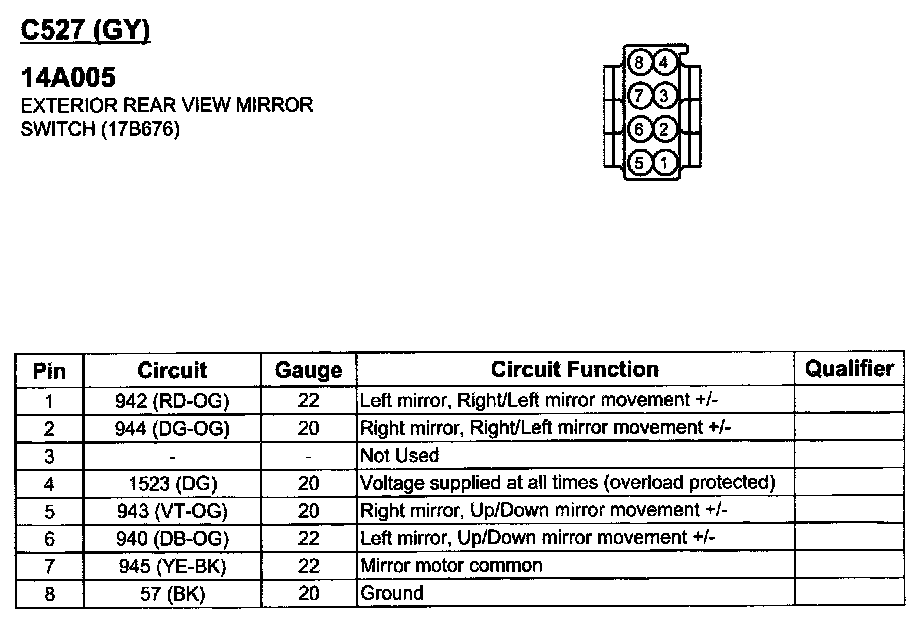 C527 (GY)
14A005
EXTERIOR REAR VIEW MIRROR
SWITCH (17B676)
8 4
7 3
6 2
5 1
Pin Circuit Gauge Circuit Function Qualifier
1 942 (RD-OG) 22 Left mirror, Right/Left mirror movement +/-
2 944 (DG-OG) 20 Right mirror, Right/Left mirror movement +/-
3 - - Not Used
4 1523 (DG) 20 Voltage supplied at all times (overload protected)
5 943 (VT-OG) 20 Right mirror, Up/Down mirror movement +/-
6 940 (DB-OG) 22 Left mirror, Up/Down mirror movement +/-
7 945 (YE-BK) 22 Mirror motor common
8 57 (BK) 20 Ground